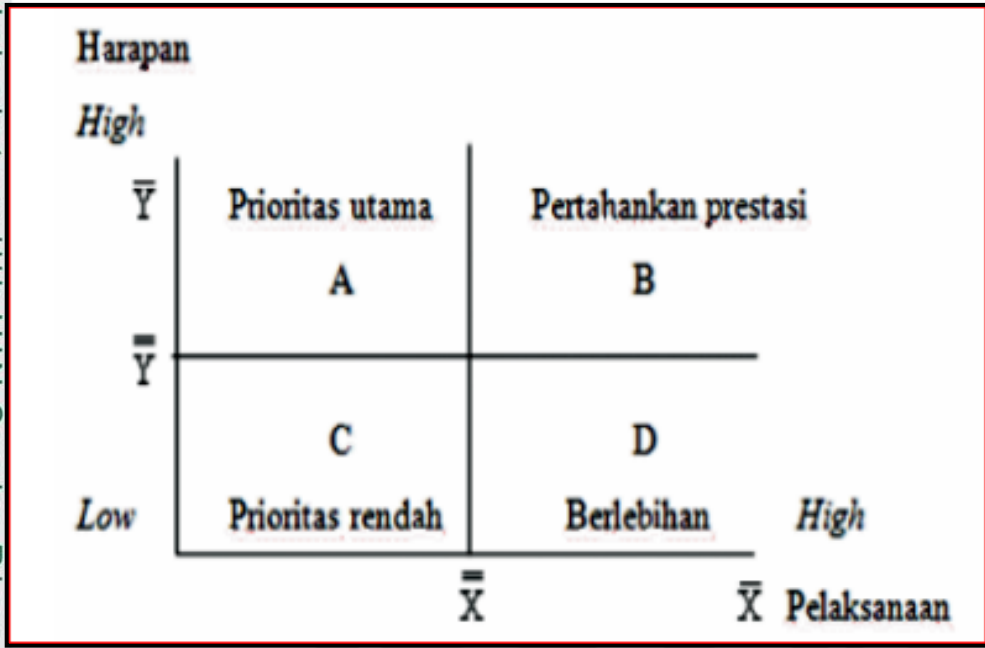 Harapan
High
Y̅ Prioritas utama Pertahankan prestasi
A B
Y̿
C D
Low Prioritas rendah Berlebihan High
X̿ X̅ Pelaksanaan